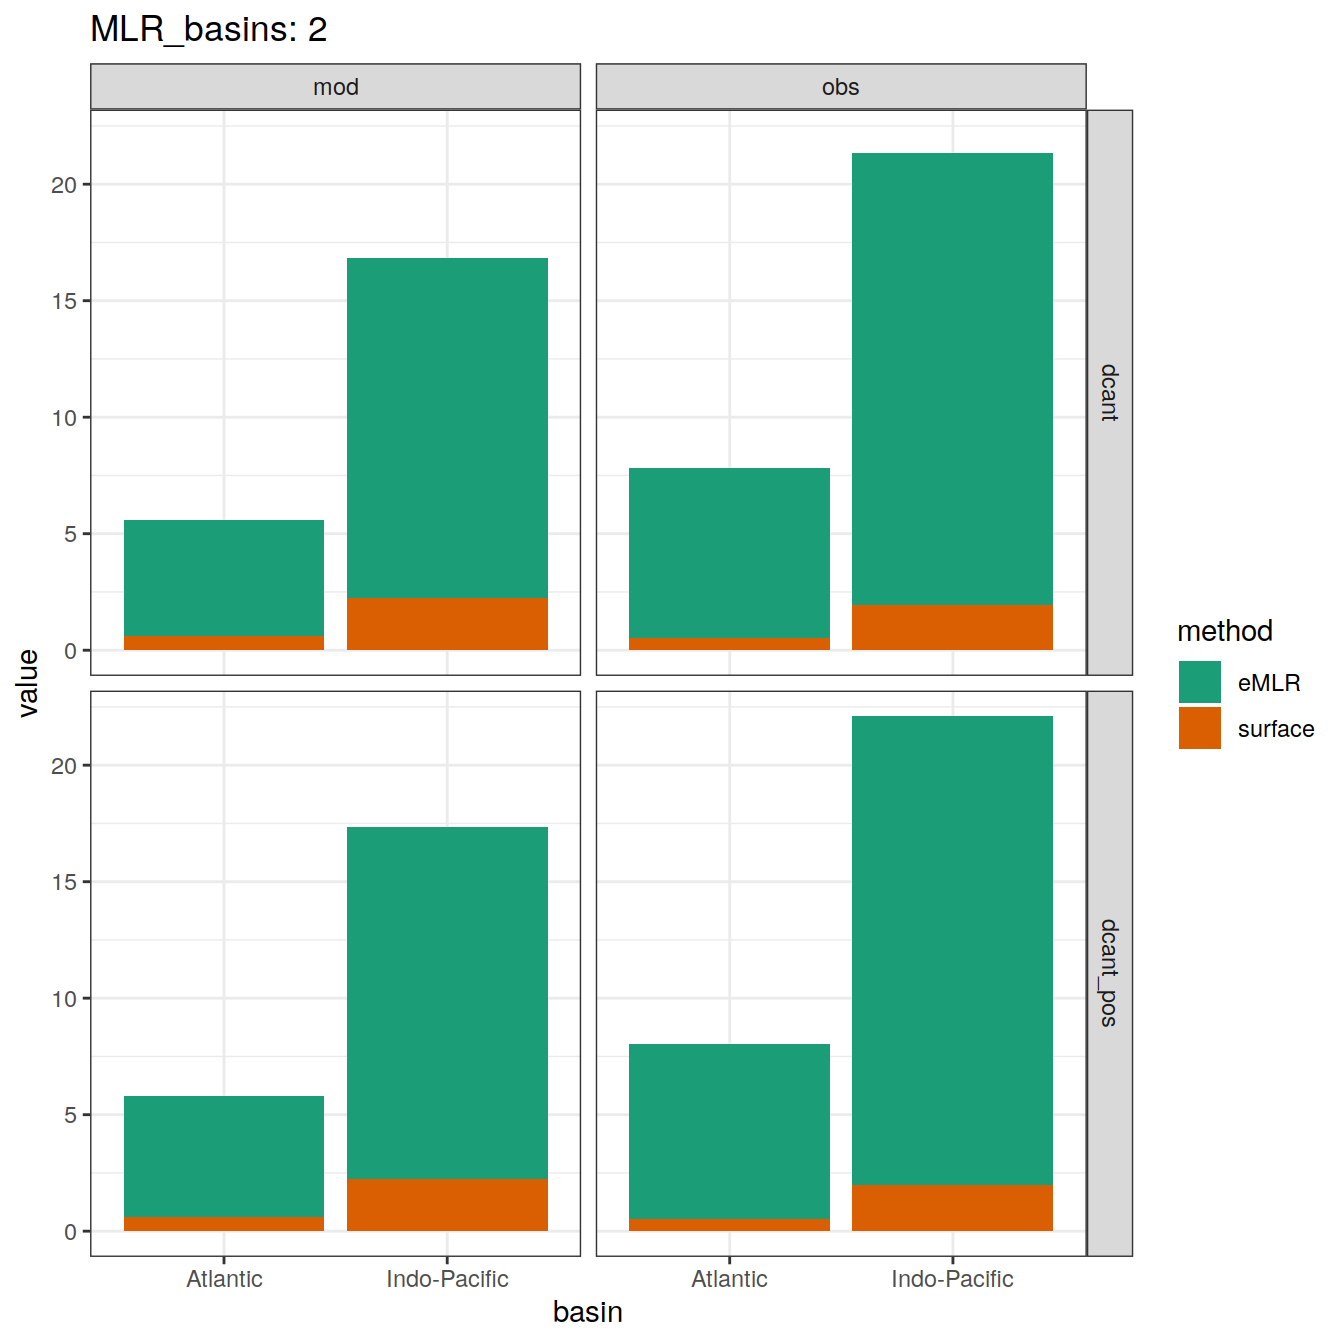 MLR_basins: 2
mod
obs
20
15
10
5
0
dcant
20
15
10
5
0
dcant_pos
value
Atlantic
Indo-Pacific
Atlantic
Indo-Pacific
basin
method
eMLR
surface